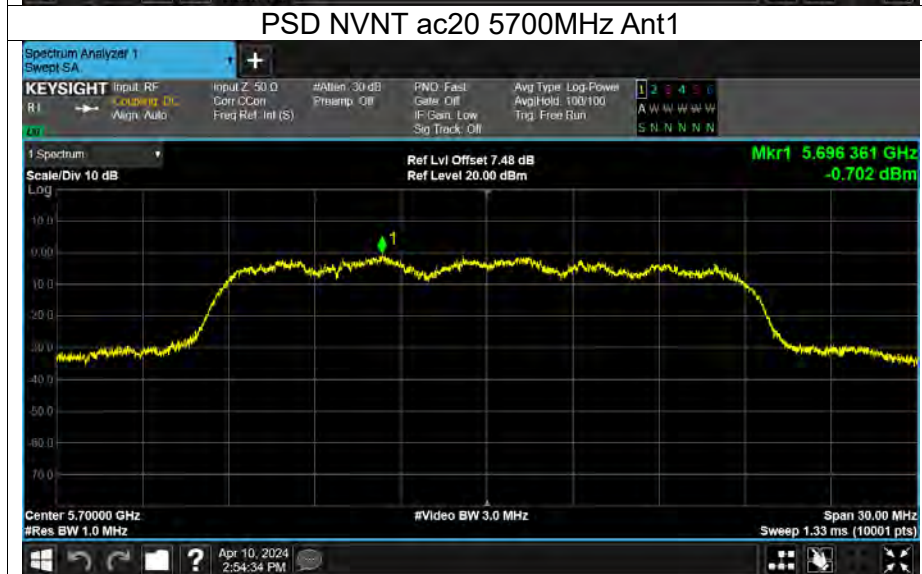 PSD NVNT ac20 5700MHz Ant1
Spectrum Analyzer 1
Swept SA
+
KEYSIGHT Input: RF Input Z: 50 Ω #Atten: 30 dB PNO: Fast Avg Type: Log-Power 1 2 3 4 5 6
Coupling: DC Corr CCorr Preamp: Off Gate: Off Avg|Hold: 100/100 A W W W W W
Align: Auto Freq Ref: Int (S) IF Gain: Low Trig: Free Run
Sig Track: Off S N N N N N
1 Spectrum Ref Lvl Offset 7.48 dB Mkr1 5.696 361 GHz
Scale/Div 10 dB Ref Level 20.00 dBm -0.702 dBm
Log
10.0
1
0.00
-10.0
-20.0
-30.0
-40.0
-50.0
-60.0
-70.0
Center 5.70000 GHz #Video BW 3.0 MHz Span 30.00 MHz
#Res BW 1.0 MHz Sweep 1.33 ms (10001 pts)
? Apr 10, 2024
2:54:34 PM